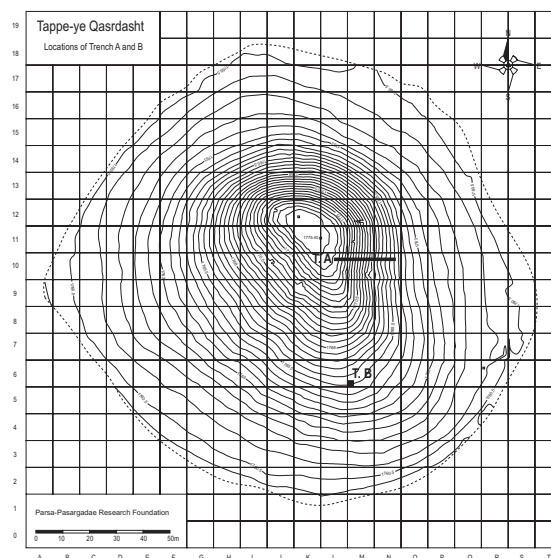 Tappe-ye Qasrdasht
Locations of Trench A and B
N
W
E
S
19
18
17
16
15
14
13
12
11
10
9
8
7
6
5
4
3
2
1
0
T. A
T. B
Parsa-Pasargadae Research Foundation
0 10 20 30 40 50m
A B C D E F G H I J K L M N O P Q R S T